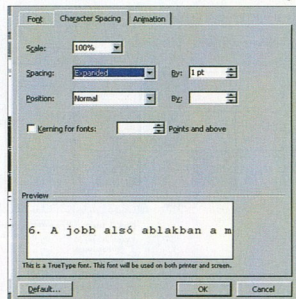 Font Character Spacing Animation
Scale: 100%
Spacing: Expanded By: 1 pt
Position: Normal By:
Kerning for fonts: Points and above
Preview
6. A jobb alsó ablakban a m
This is a TrueType font. This font will be used on both printer and screen.
Default... OK Cancel